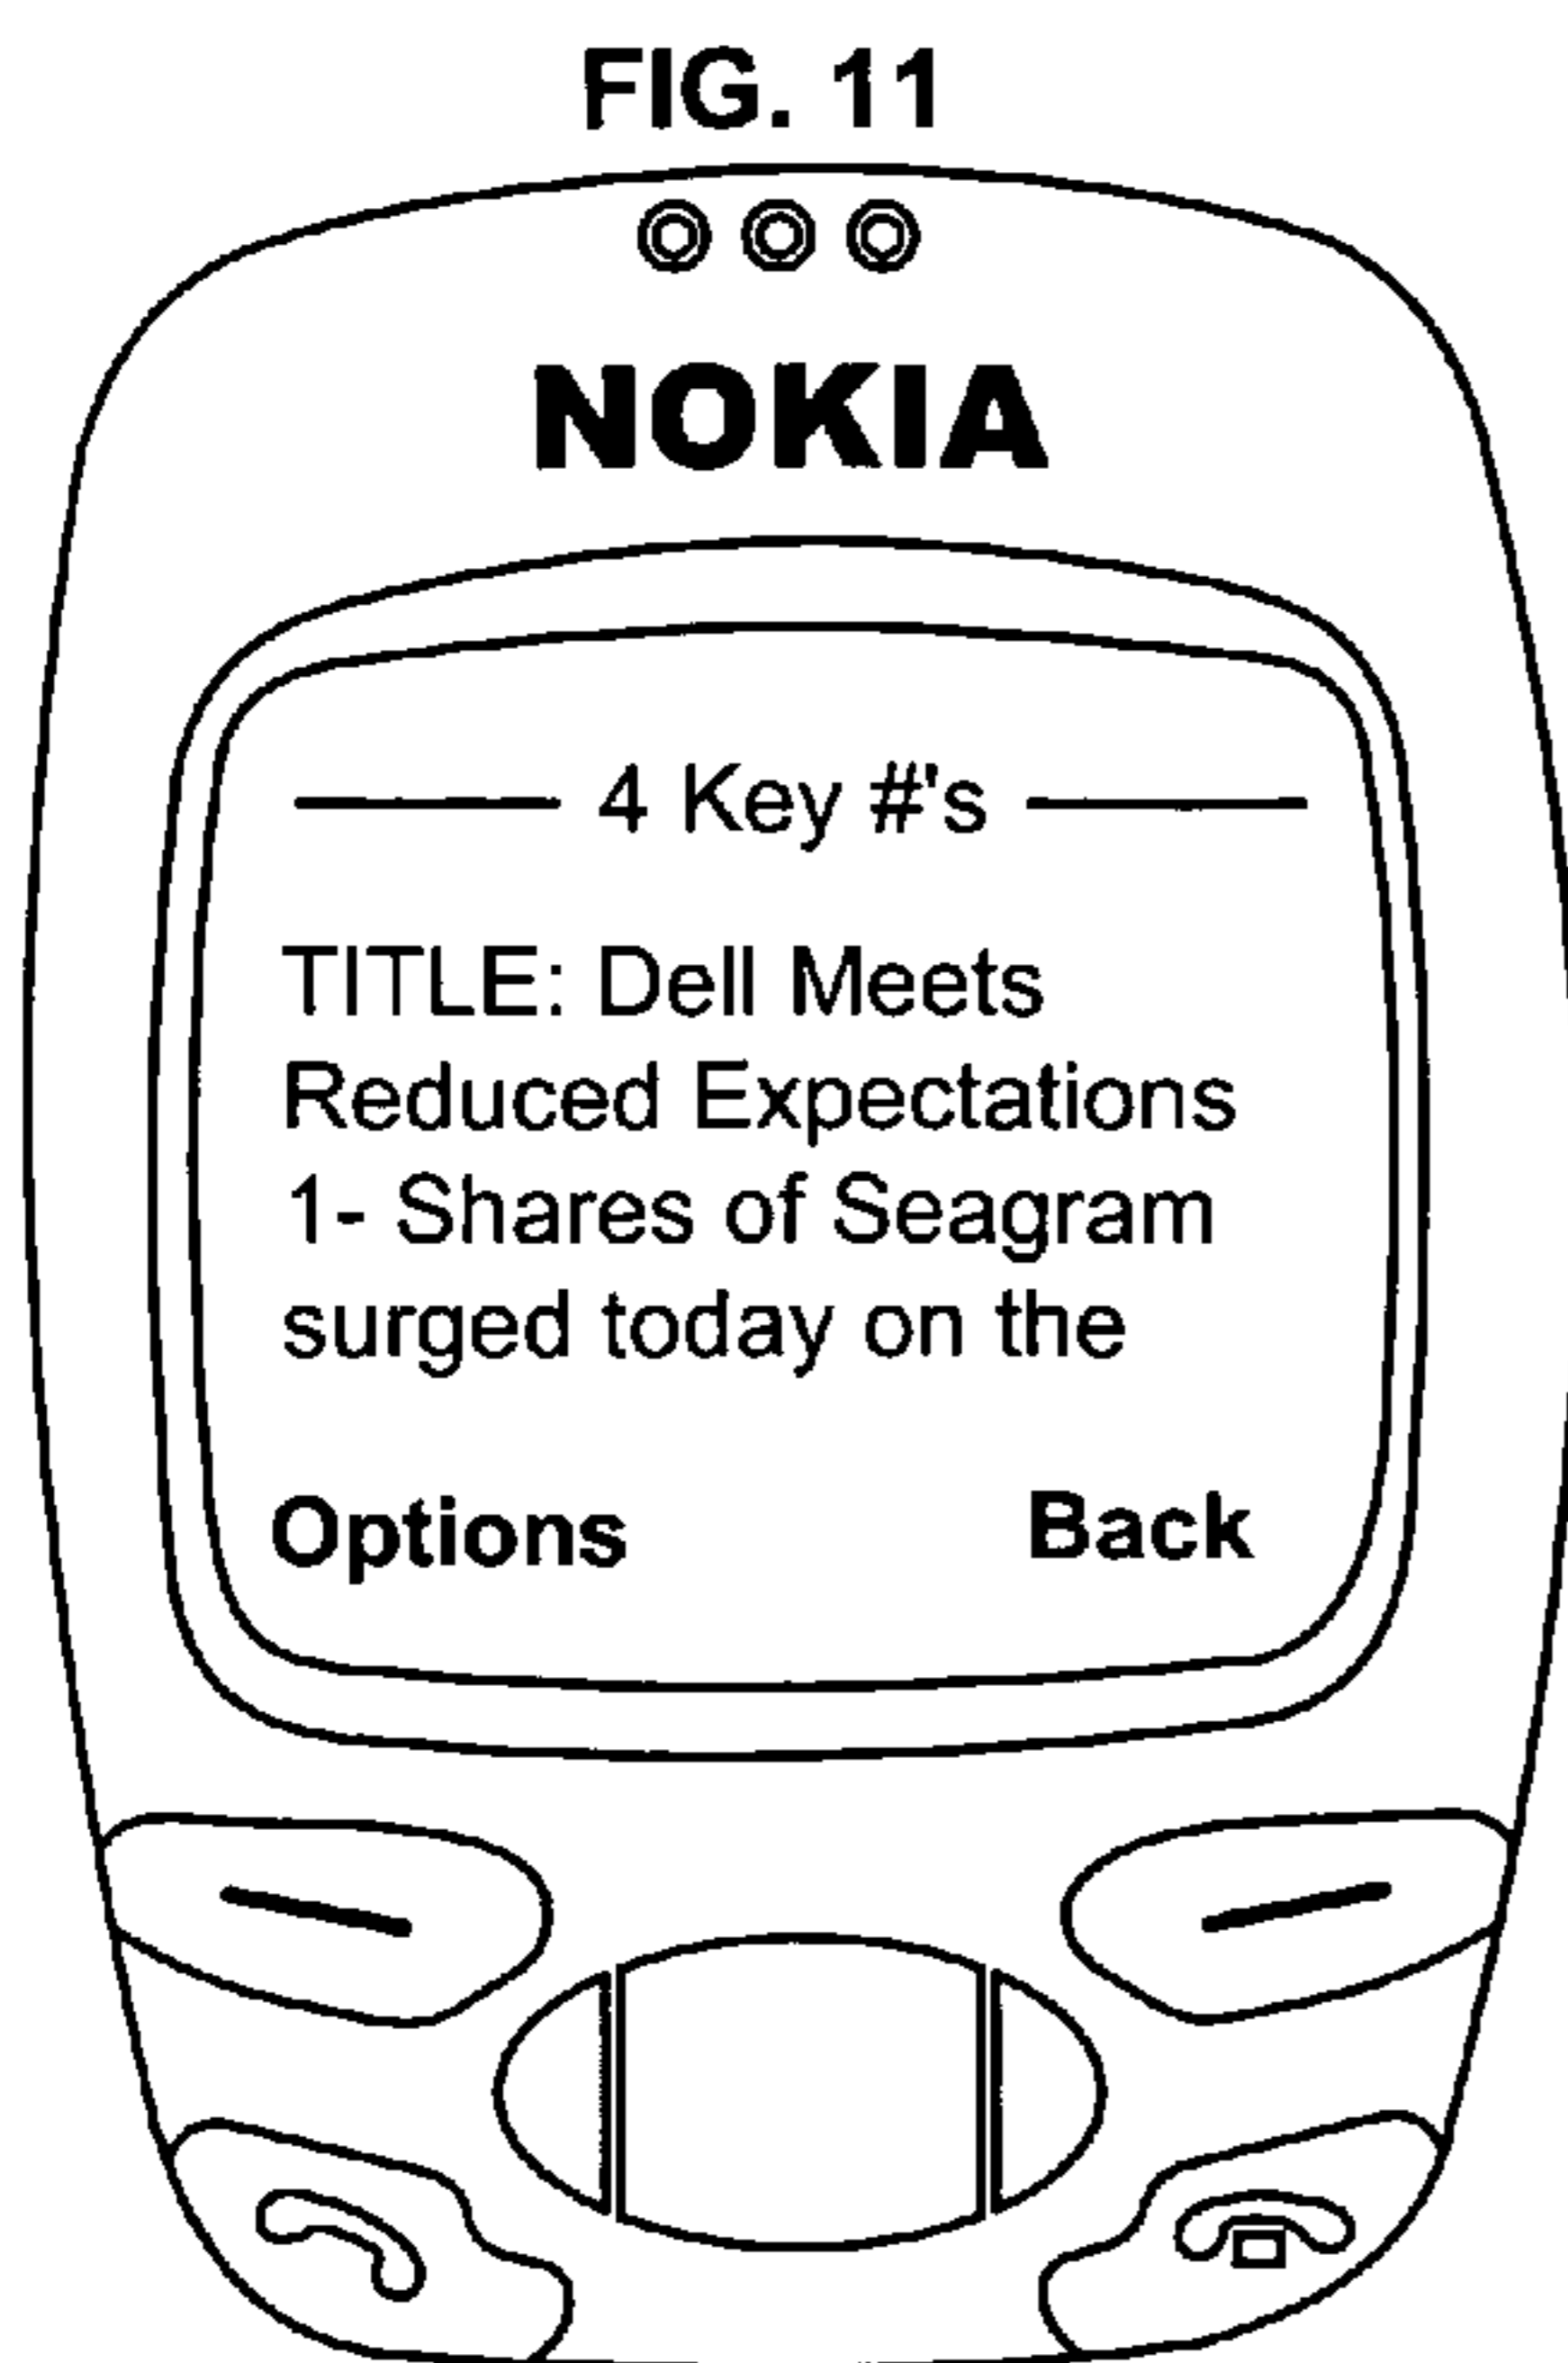 FIG. 11
NOKIA
4 Key #'s
TITLE: Dell Meets
Reduced Expectations
1- Shares of Seagram
surged today on the
Options Back